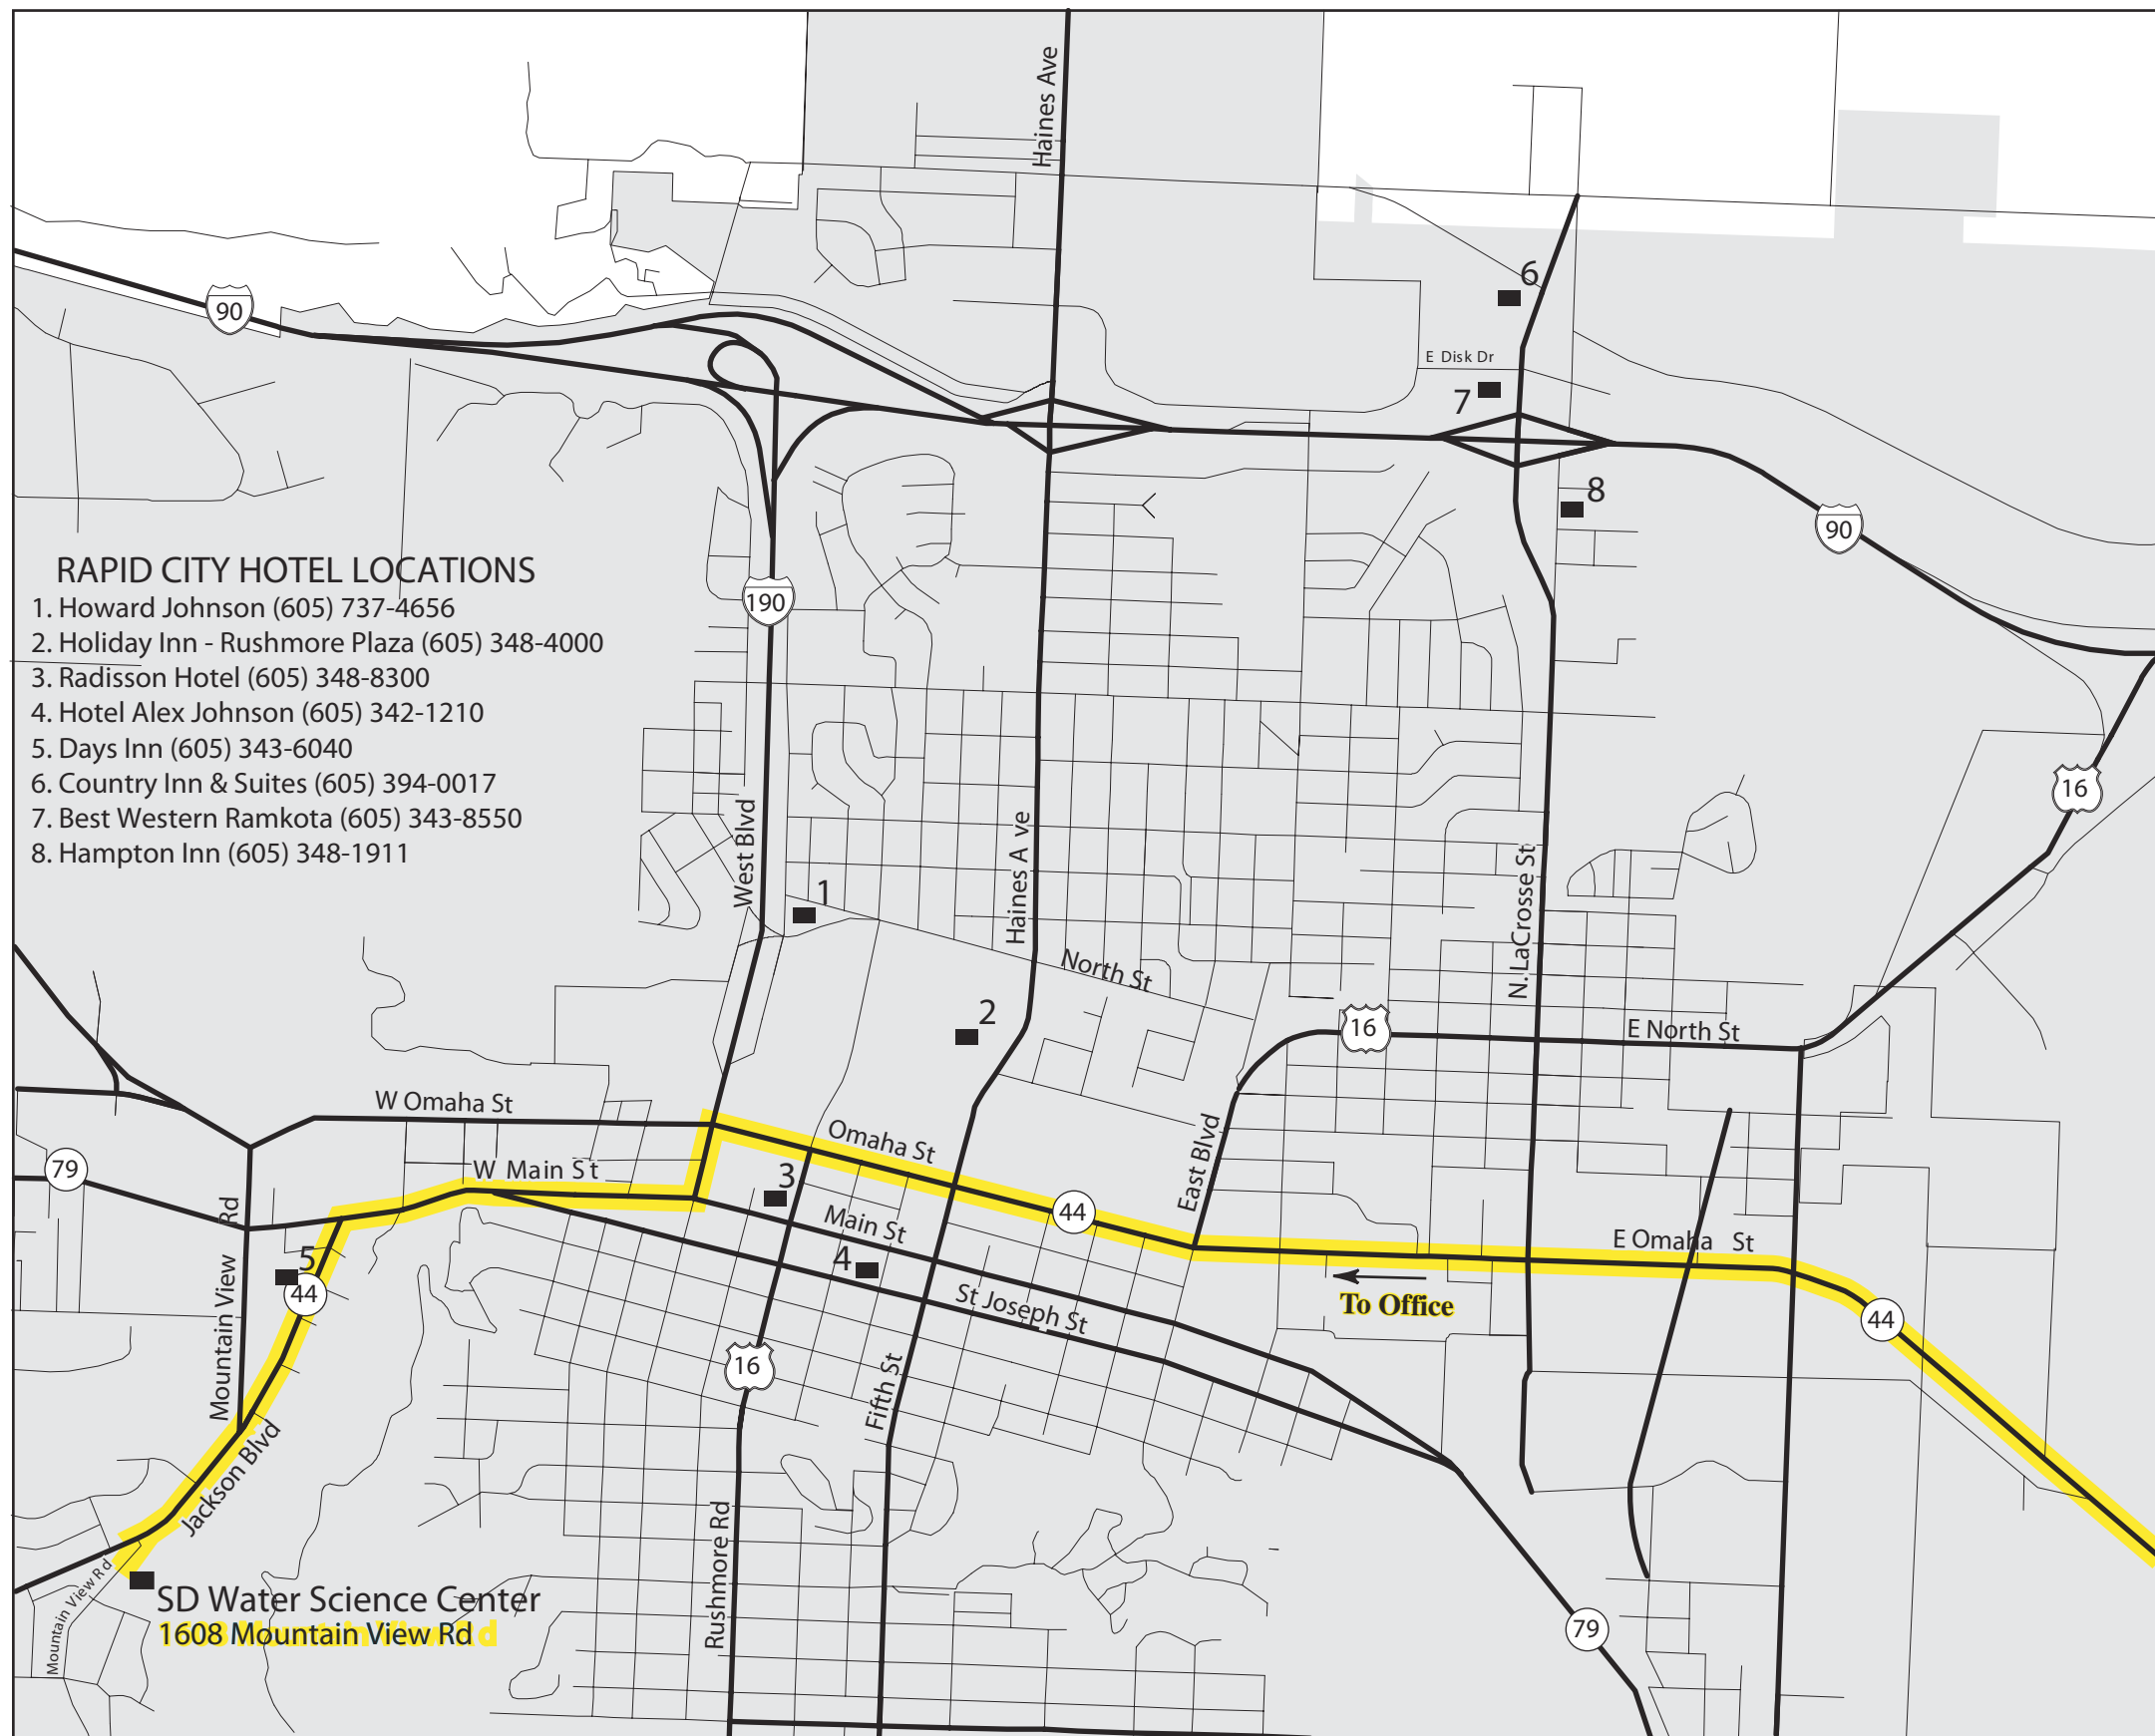 Haines Ave
6
90
E Disk Dr
7
8
90
RAPID CITY HOTEL LOCATIONS
1. Howard Johnson (605) 737-4656
2. Holiday Inn - Rushmore Plaza (605) 348-4000
3. Radisson Hotel (605) 348-8300
4. Hotel Alex Johnson (605) 342-1210
5. Days Inn (605) 343-6040
6. Country Inn & Suites (605) 394-0017
7. Best Western Ramkota (605) 343-8550
8. Hampton Inn (605) 348-1911
190
16
West Blvd
1
Haines A ve
N. LaCrosse St
North St
2
16
E North St
W Omaha St
Omaha St
East Blvd
79
W Main St
3
44
Main St
E Omaha St
Mountain View Rd
5
4
44
St Joseph St
To Office
44
16
Fifth St
Jackson Blvd
Rushmore Rd
Mountain View Rd
SD Water Science Center
1608 Mountain View Rd
79